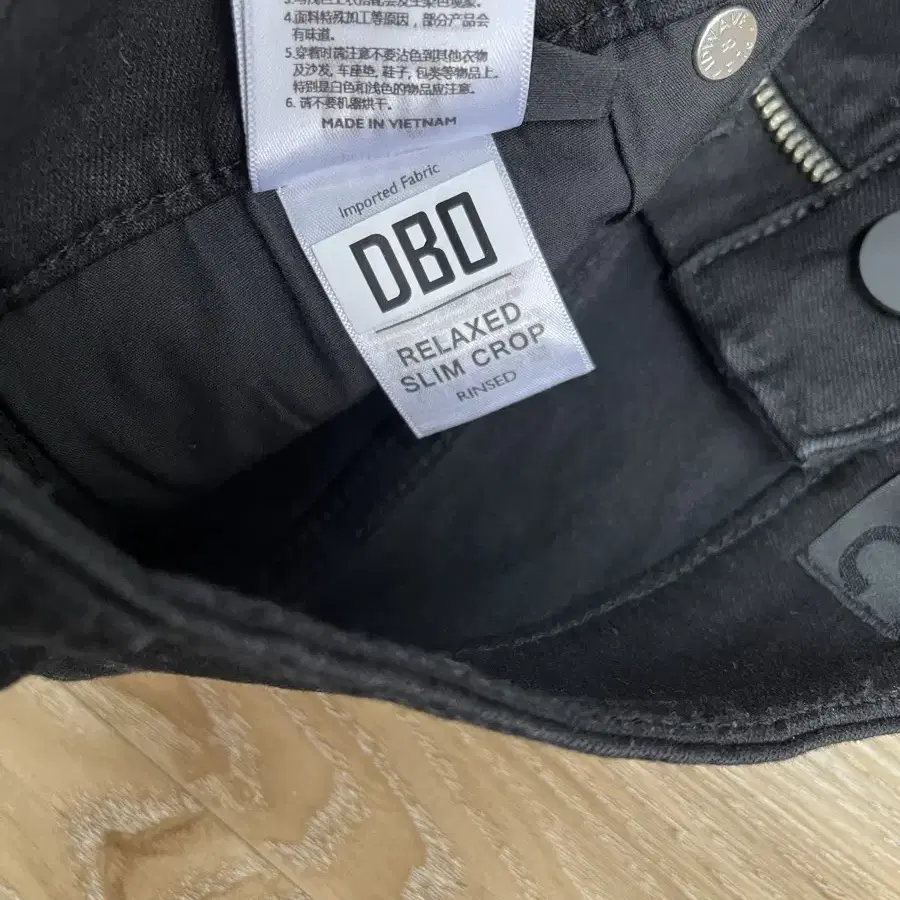 4.面料特殊加工等原因，部分产品会
有味道。
5.穿着时请注意不要沾色到其他衣物
及沙发, 车座垫, 鞋子, 包类等物品上。
特别是白色和浅色的物品应注意。
6. 请不要机器烘干。
MADE IN VIETNAM
Imported Fabric
DBO
RELAXED
SLIM CROP
RINSED